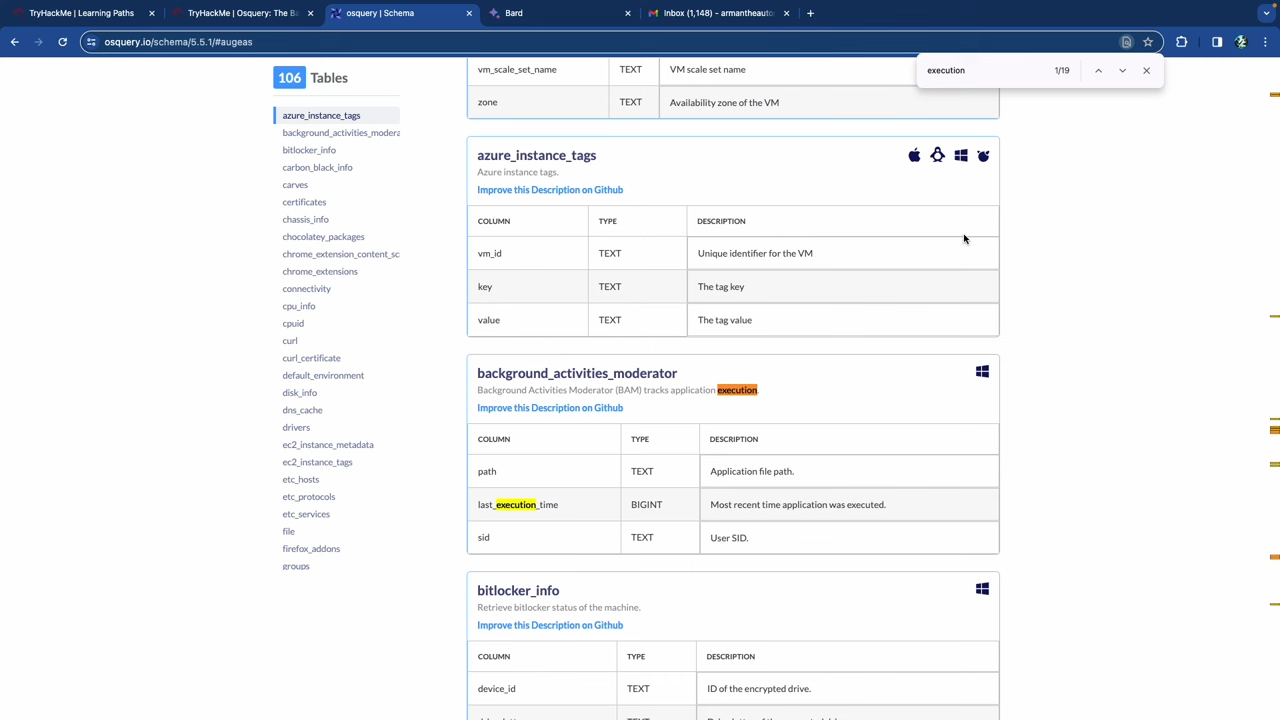 TryHackMe | Learning Paths
TryHackMe | Osquery: The Ba
osquery | Schema
Bard
Inbox (1,148) - armantheauto
osquery.io/schema/5.5.1/#augeas
execution
1/19
106 Tables
azure_instance_tags
background_activities_modera
bitlocker_info
carbon_black_info
carves
certificates
chassis_info
chocolatey_packages
chrome_extension_content_sc
chrome_extensions
connectivity
cpu_info
cpuid
curl
curl_certificate
default_environment
disk_info
dns_cache
drivers
ec2_instance_metadata
ec2_instance_tags
etc_hosts
etc_protocols
etc_services
file
firefox_addons
groups
vm_scale_set_name TEXT VM scale set name
zone TEXT Availability zone of the VM
azure_instance_tags
Azure instance tags.
Improve this Description on Github
COLUMN TYPE DESCRIPTION
vm_id TEXT Unique identifier for the VM
key TEXT The tag key
value TEXT The tag value
background_activities_moderator
Background Activities Moderator (BAM) tracks application execution.
Improve this Description on Github
COLUMN TYPE DESCRIPTION
path TEXT Application file path.
last_execution_time BIGINT Most recent time application was executed.
sid TEXT User SID.
bitlocker_info
Retrieve bitlocker status of the machine.
Improve this Description on Github
COLUMN TYPE DESCRIPTION
device_id TEXT ID of the encrypted drive.